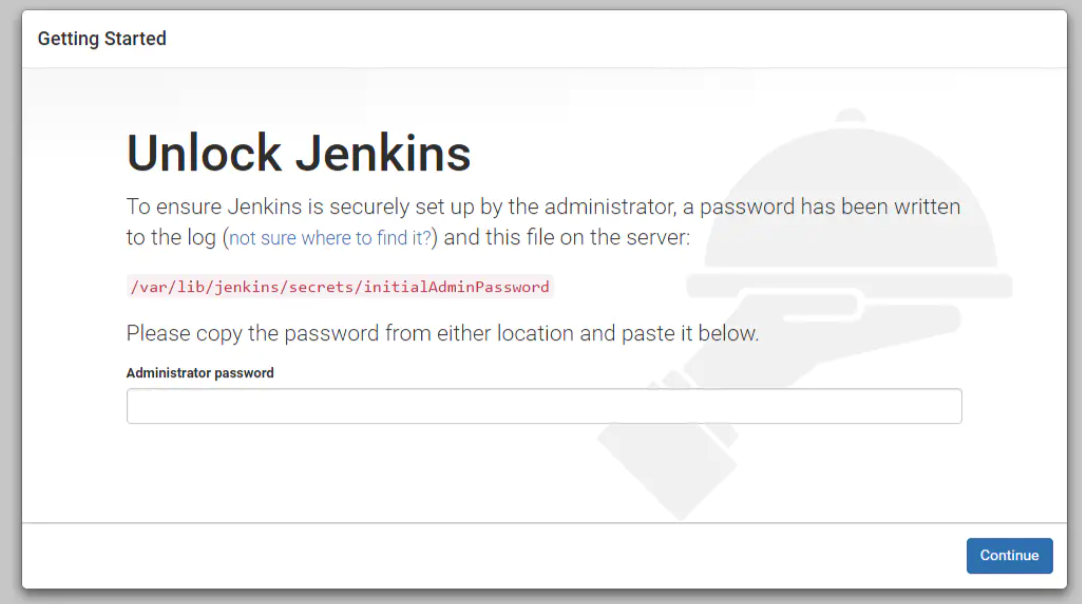 Getting Started
Unlock Jenkins
To ensure Jenkins is securely set up by the administrator, a password has been written
to the log (not sure where to find it?) and this file on the server:
/var/lib/jenkins/secrets/initialAdminPassword
Please copy the password from either location and paste it below.
Administrator password
Continue